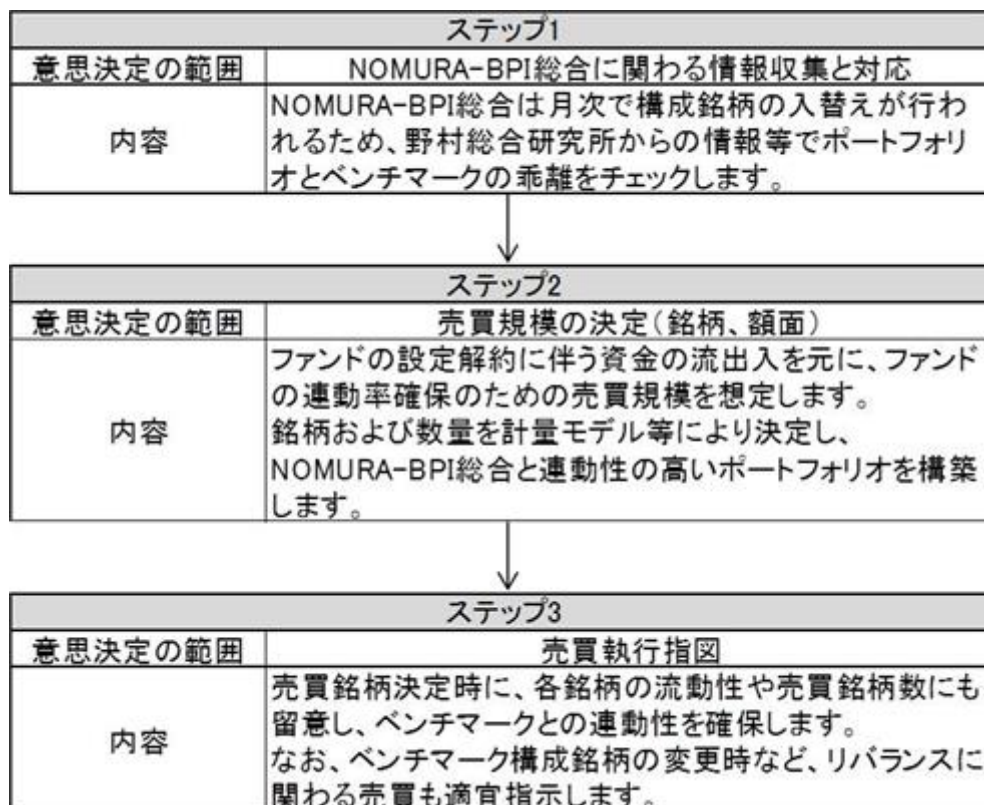 ステップ1
意思決定の範囲 NOMURA-BPI総合に関わる情報収集と対応
NOMURA-BPI総合は月次で構成銘柄の入替えが行わ
内容 れるため、野村総合研究所からの情報等でポートフォリ
オとベンチマークの乖離をチェックします。
ステップ2
意思決定の範囲 売買規模の決定(銘柄、額面)
ファンドの設定解約に伴う資金の流出入を元に、ファンド
の連動率確保のための売買規模を想定します。
内容 銘柄および数量を計量モデル等により決定し、
NOMURA-BPI総合と連動性の高いポートフォリオを構築
します。
ステップ3
意思決定の範囲 売買執行指図
売買銘柄決定時に、各銘柄の流動性や売買銘柄数にも
留意し、ベンチマークとの連動性を確保します。
内容
なお、ベンチマーク構成銘柄の変更時など、リバランスに
関わる売買も適宜指示します。